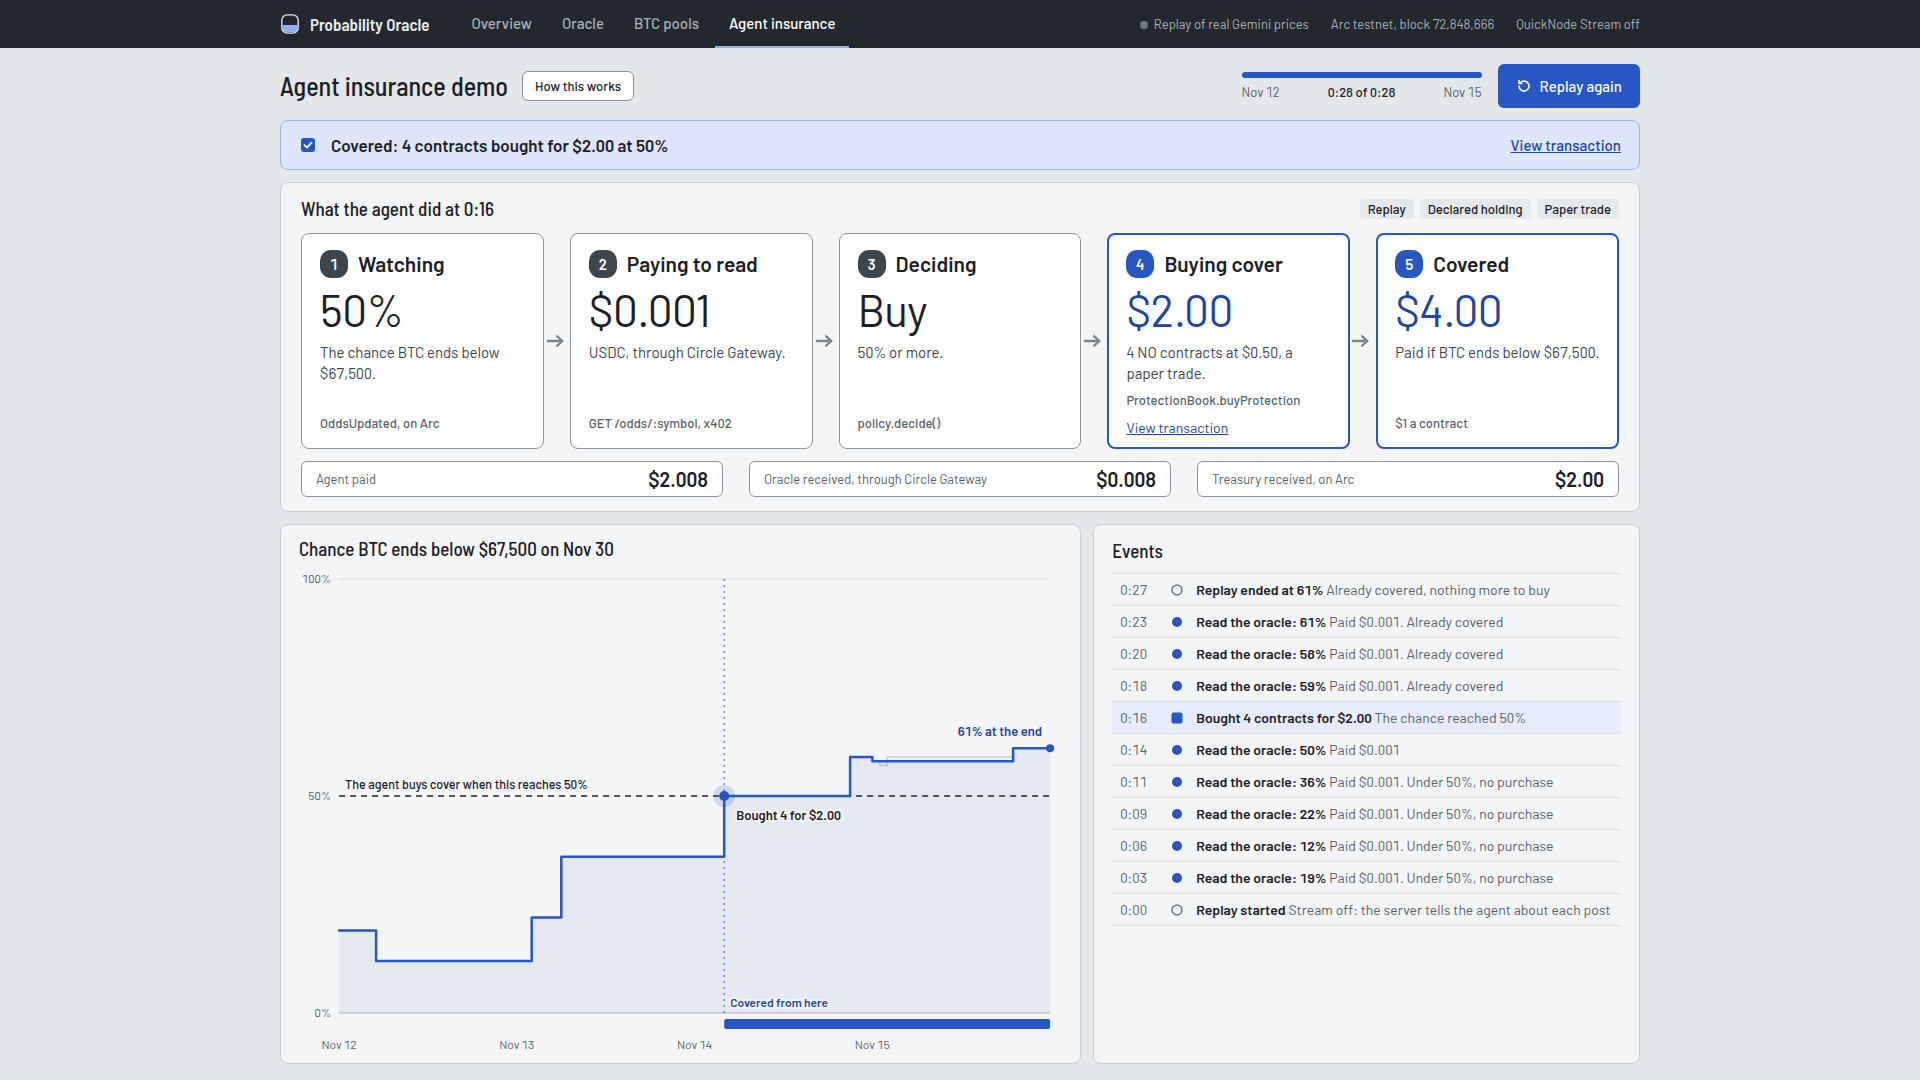 Probability Oracle
Overview
Oracle
BTC pools
Agent insurance
Replay of real Gemini prices
Arc testnet, block 72,848,666
QuickNode Stream off
Agent insurance demo
How this works
Nov 12
0:28 of 0:28
Nov 15
Replay again
Covered: 4 contracts bought for $2.00 at 50%
View transaction
What the agent did at 0:16
Replay
Declared holding
Paper trade
1 Watching
50%
The chance BTC ends below
$67,500.
OddsUpdated, on Arc
2 Paying to read
$0.001
USDC, through Circle Gateway.
GET /odds/:symbol, x402
3 Deciding
Buy
50% or more.
policy.decide()
4 Buying cover
$2.00
4 NO contracts at $0.50, a
paper trade.
ProtectionBook.buyProtection
View transaction
5 Covered
$4.00
Paid if BTC ends below $67,500.
$1 a contract
Agent paid $2.008
Oracle received, through Circle Gateway $0.008
Treasury received, on Arc $2.00
Chance BTC ends below $67,500 on Nov 30
100%
61% at the end
The agent buys cover when this reaches 50%
50%
Bought 4 for $2.00
Covered from here
0%
Nov 12
Nov 13
Nov 14
Nov 15
Events
0:27 Replay ended at 61% Already covered, nothing more to buy
0:23 Read the oracle: 61% Paid $0.001. Already covered
0:20 Read the oracle: 58% Paid $0.001. Already covered
0:18 Read the oracle: 59% Paid $0.001. Already covered
0:16 Bought 4 contracts for $2.00 The chance reached 50%
0:14 Read the oracle: 50% Paid $0.001
0:11 Read the oracle: 36% Paid $0.001. Under 50%, no purchase
0:09 Read the oracle: 22% Paid $0.001. Under 50%, no purchase
0:06 Read the oracle: 12% Paid $0.001. Under 50%, no purchase
0:03 Read the oracle: 19% Paid $0.001. Under 50%, no purchase
0:00 Replay started Stream off: the server tells the agent about each post